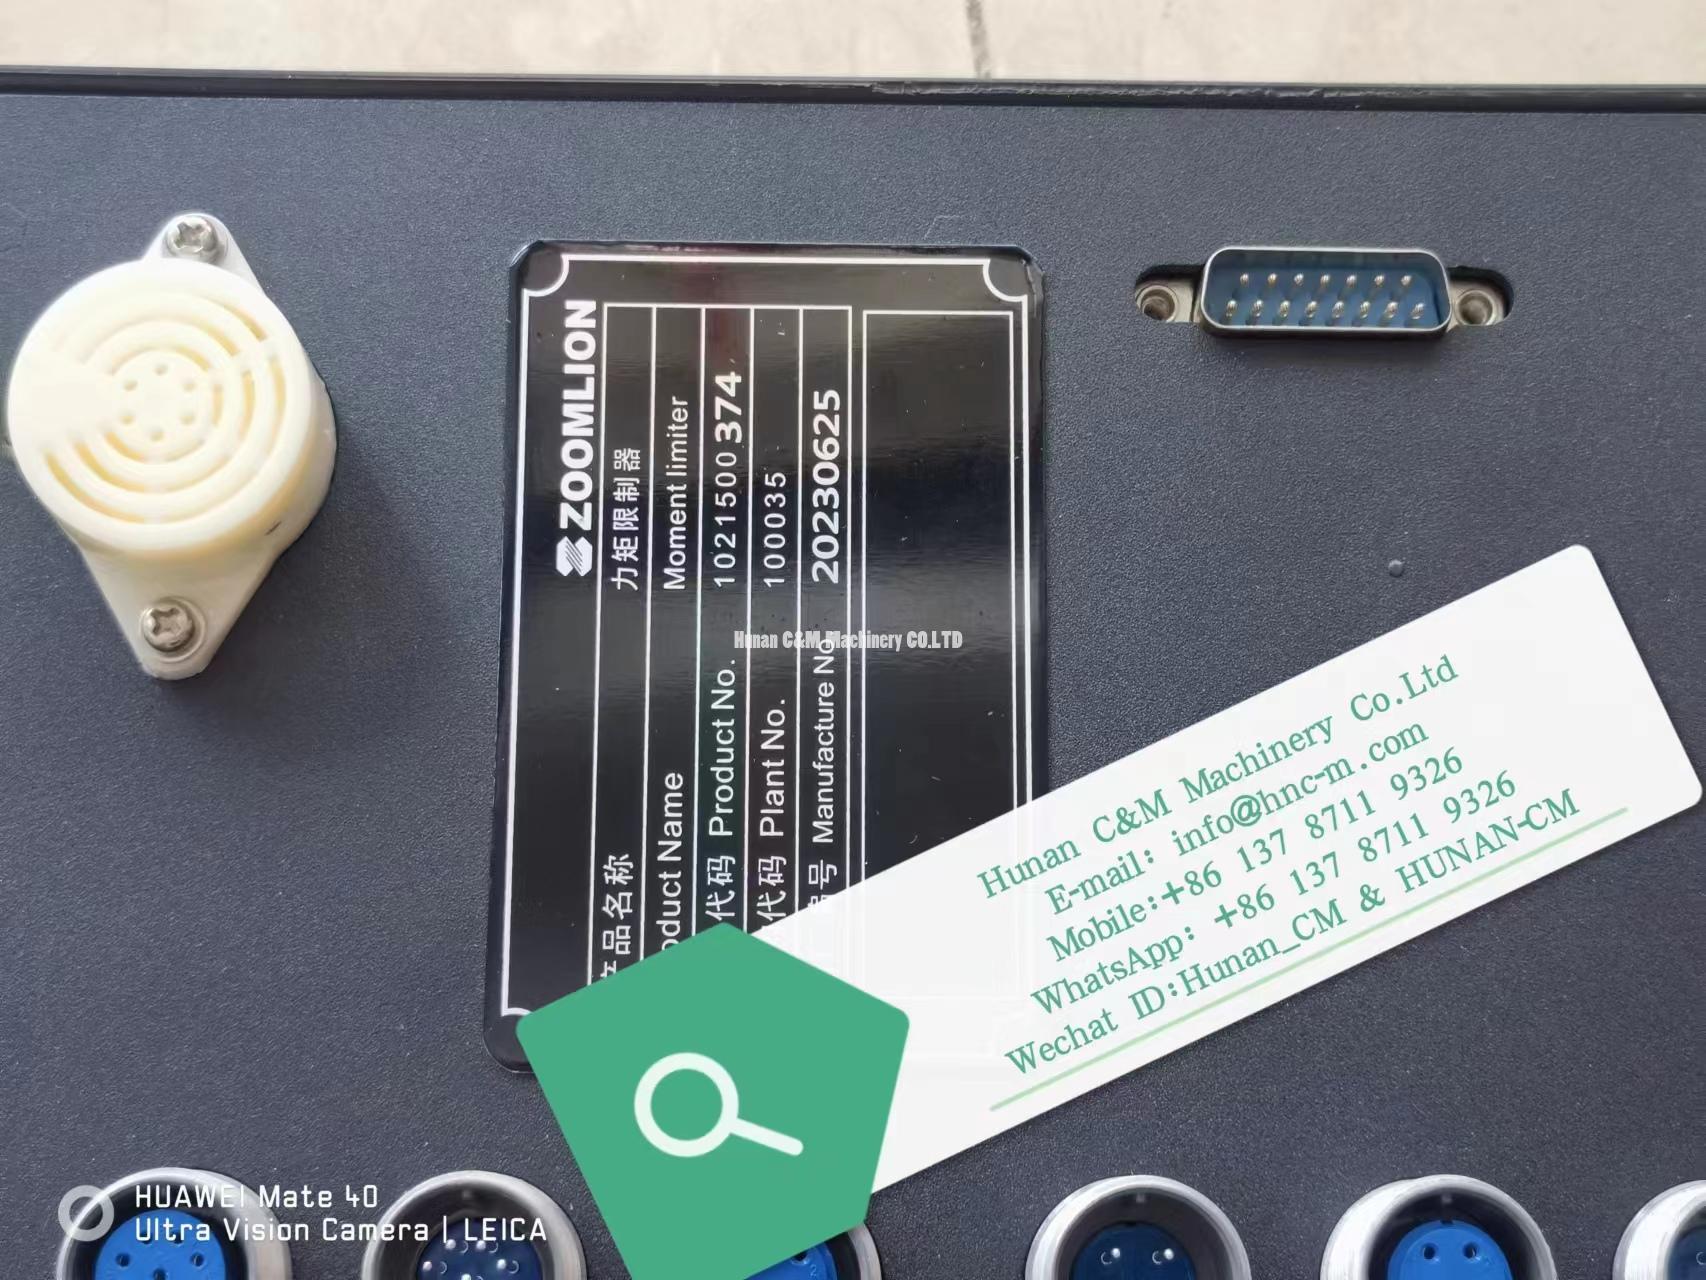 ZOOMLION
产品名称 力矩限制器
oduct Name Moment limiter
代码 Product No. 1021500374
代码 Plant No. 100035
号 Manufacture No. 20230625
Hunan C&M Machinery CO.LTD
Hunan C&M Machinery Co.Ltd
E-mail: info@hnc-m.com
Mobile:+86 137 8711 9326
WhatsApp: +86 137 8711 9326
Wechat ID:Hunan_CM & HUNAN-CM
HUAWEI Mate 40
Ultra Vision Camera | LEICA